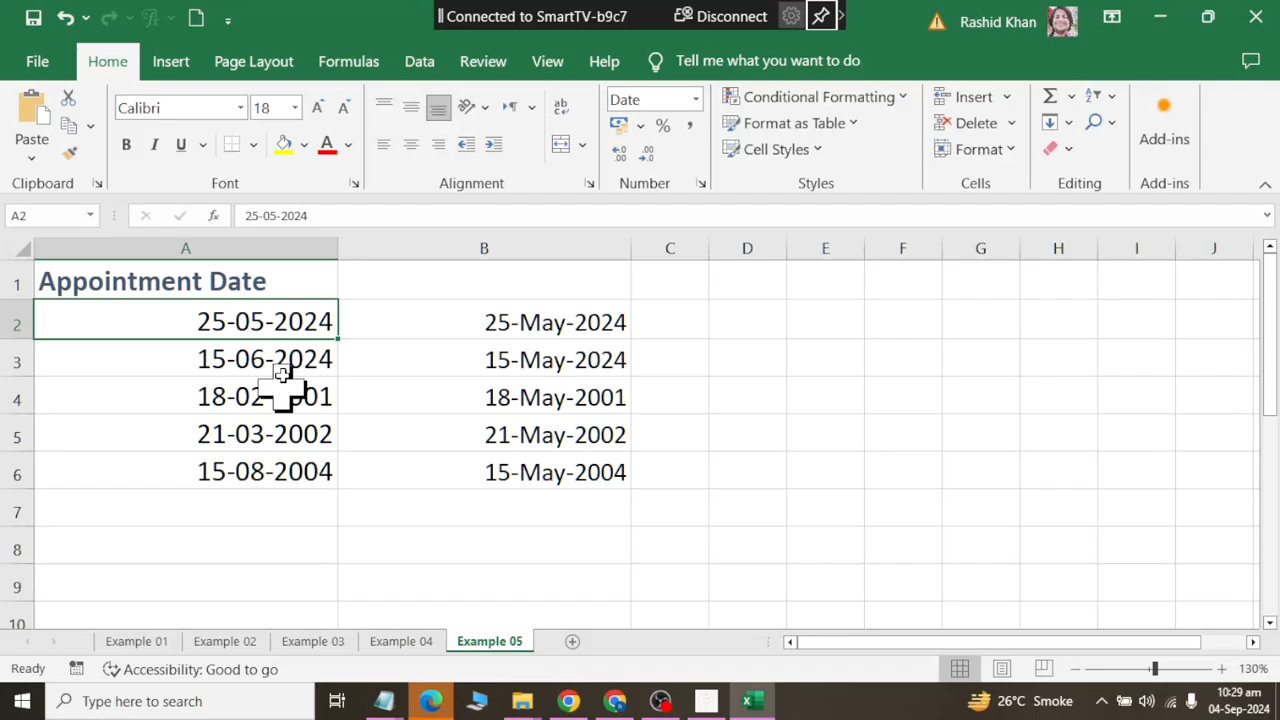 Connected to SmartTV-b9c7 Disconnect Rashid Khan
File Home Insert Page Layout Formulas Data Review View Help Tell me what you want to do
Calibri 18 Date Conditional Formatting Insert
Paste Format as Table Delete Add-ins
Cell Styles Format
Clipboard Font Alignment Number Styles Cells Editing Add-ins
A2 fx 25-05-2024
A B C D E F G H I J
1 Appointment Date
2 25-05-2024 25-May-2024
3 15-06-2024 15-May-2024
4 18-02 001 18-May-2001
5 21-03-2002 21-May-2002
6 15-08-2004 15-May-2004
7
8
9
10
Example 01 Example 02 Example 03 Example 04 Example 05
Ready Accessibility: Good to go 130%
Type here to search 26°C Smoke 10:29 am
04-Sep-2024